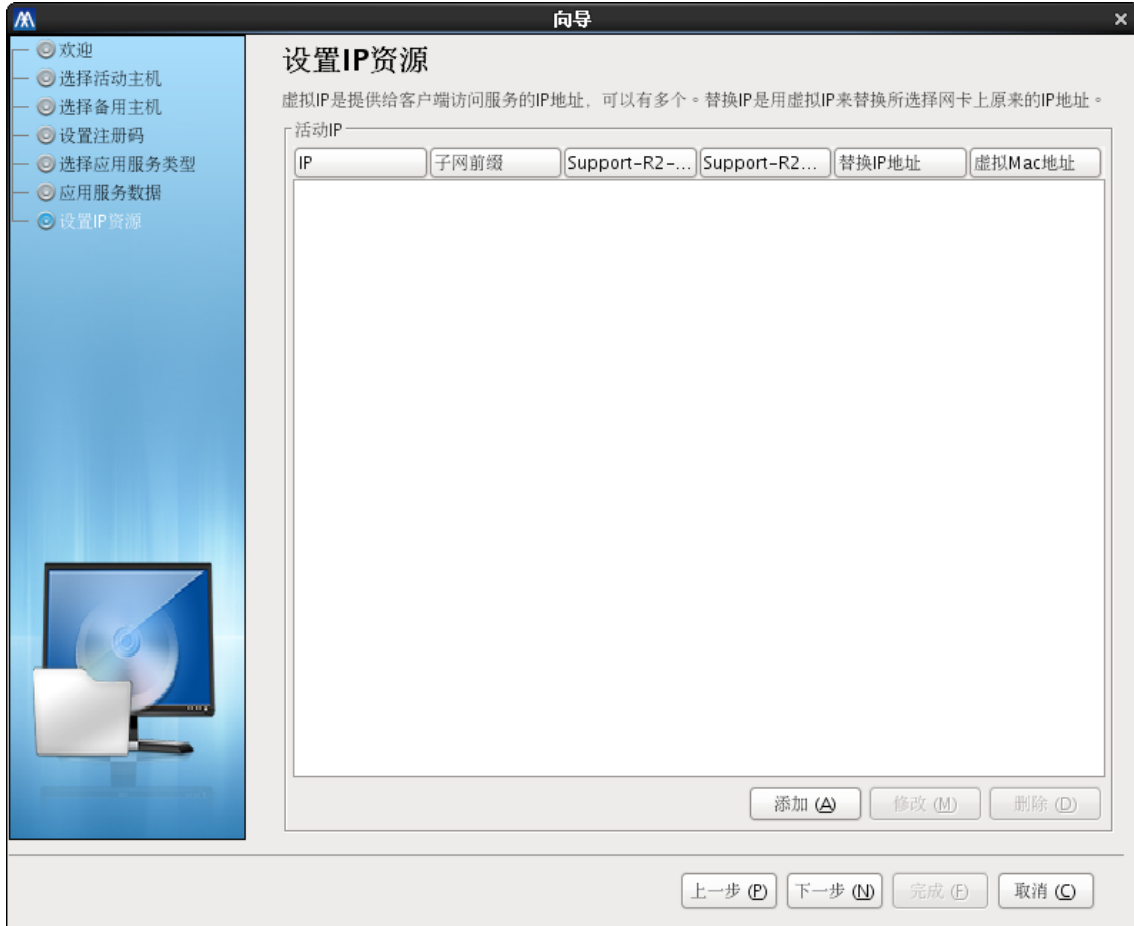 向导
欢迎
选择活动主机
选择备用主机
设置注册码
选择应用服务类型
应用服务数据
设置IP资源
设置IP资源
虚拟IP是提供给客户端访问服务的IP地址，可以有多个。替换IP是用虚拟IP来替换所选择网卡上原来的IP地址。
活动IP
IP 子网前缀 Support-R2-... Support-R2... 替换IP地址 虚拟Mac地址
添加 (A) 修改 (M) 删除 (D)
上一步 (P) 下一步 (N) 完成 (F) 取消 (C)